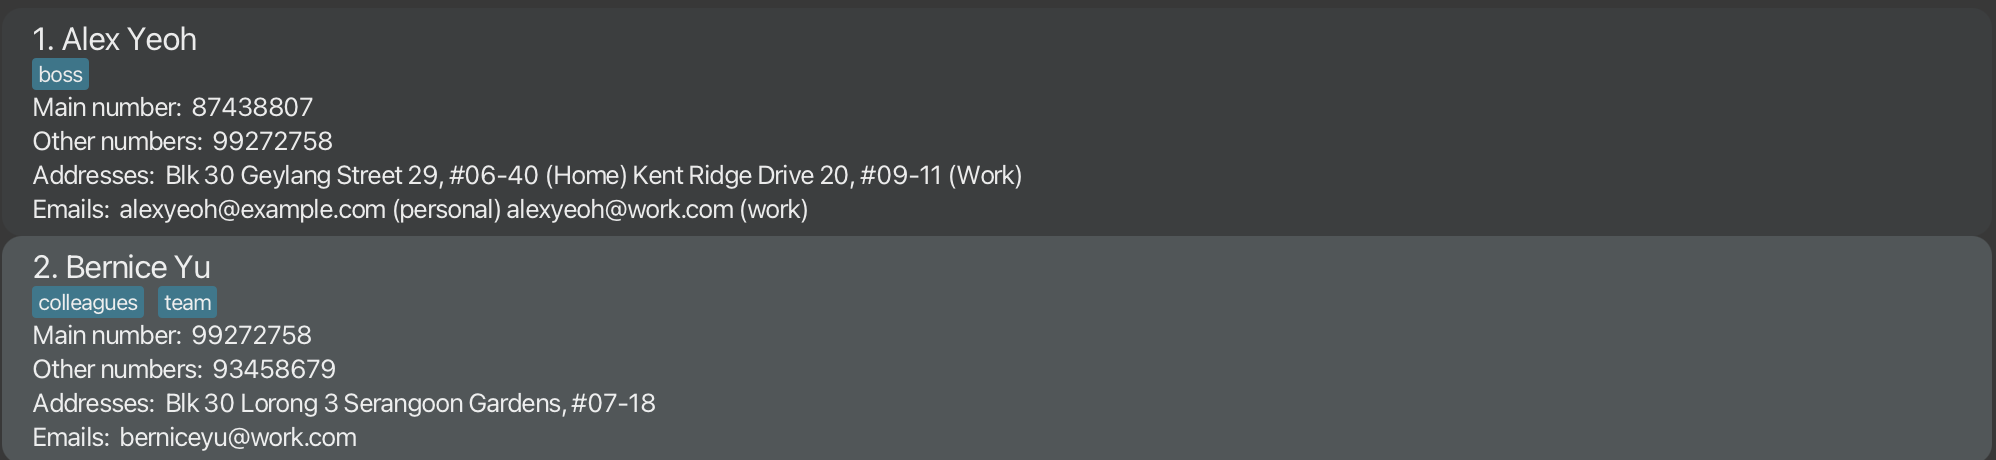 1. Alex Yeoh
boss
Main number: 87438807
Other numbers: 99272758
Addresses: Blk 30 Geylang Street 29, #06-40 (Home) Kent Ridge Drive 20, #09-11 (Work)
Emails: alexyeoh@example.com (personal) alexyeoh@work.com (work)
2. Bernice Yu
colleagues team
Main number: 99272758
Other numbers: 93458679
Addresses: Blk 30 Lorong 3 Serangoon Gardens, #07-18
Emails: berniceyu@work.com